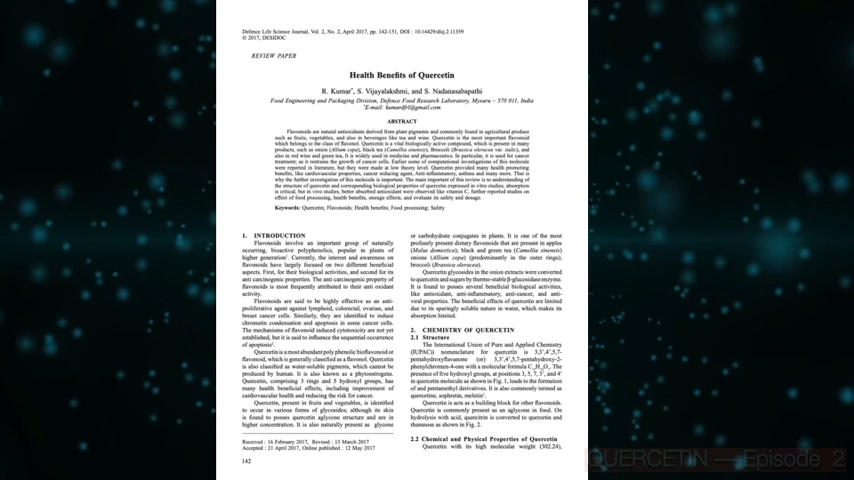 Defence Life Science Journal, Vol. 2, No. 2, April 2017, pp. 142-151, DOI : 10.14429/dlsj.2.11359
© 2017, DESIDOC
REVIEW PAPER
Health Benefits of Quercetin
R. Kumar*, S. Vijayalakshmi, and S. Nadanasabapathi
Food Engineering and Packaging Division, Defence Food Research Laboratory, Mysuru – 570 011, India
*E-mail: kumardfrl@gmail.com
ABSTRACT
Flavonoids are natural antioxidants derived from plant pigments and commonly found in agricultural produce
such as fruits, vegetables, and also in beverages like tea and wine. Quercetin is the most important flavonoid
which belongs to the class of flavonol. Quercetin is a vital biologically active compound, which is present in many
products, such as onion (Allium cepa), black tea (Camellia sinensis), Broccoli (Brassica oleracea var. italic), and
also in red wine and green tea, It is widely used in medicine and pharmaceutics. In particular, it is used for cancer
treatment; as it restrains the growth of cancer cells. Earlier some of computational investigations of this molecule
were reported in literature, but they were made at low theory level. Quercetin provided many health promoting
benefits, like cardiovascular properties, cancer reducing agent, Anti-inflammatory, asthma and many more. That is
why the further investigation of this molecule is important. The main important of this review is to understanding of
the structure of quercetin and corresponding biological properties of quercetin expressed in vitro studies, absorption
is critical, but in vivo studies, better absorbed antioxidant were observed like vitamin C, further reported studies on
effect of food processing, health benefits, storage effects, and evaluate its safety and dosage.
Keywords: Quercetin; Flavonoids; Health benefits; Food processing; Safety
1. INTRODUCTION
Flavonoids involve an important group of naturally
occurring, bioactive polyphenolics, popular in plants of
higher generation¹. Currently, the interest and awareness on
flavonoids have largely focused on two different beneficial
aspects. First, for their biological activities, and second for its
anti carcinogenic properties. The anti carcinogenic property of
flavonoids is most frequently attributed to their anti oxidant
activity.
Flavonoids are said to be highly effective as an anti-
proliferative agent against lymphoid, colorectal, ovarian, and
breast cancer cells. Similarly, they are identified to induce
chromatin condensation and apoptosis in some cancer cells.
The mechanisms of flavonoid induced cytotoxicity are not yet
established, but it is said to influence the sequential occurrence
of apoptosis².
Quercetin is a most abundant poly phenolic bioflavonoid or
flavonoid, which is generally classified as a flavonol. Quercetin
is also classified as water-soluble pigments, which cannot be
produced by human. It is also known as a phytoestrogens.
Quercetin, comprising 3 rings and 5 hydroxyl groups, has
many health beneficial effects, including improvement of
cardiovascular health and reducing the risk for cancer.
Quercetin, present in fruits and vegetables, is identified
to occur in various forms of glycosides; although its skin
is found to posses quercetin aglycone structure and are in
higher concentration. It is also naturally present as glycone
Received : 16 February 2017, Revised : 13 March 2017
Accepted : 21 April 2017, Online published : 12 May 2017
142
or carbohydrate conjugates in plants. It is one of the most
profusely present dietary flavonoids that are present in apples
(Malus domestica); black and green tea (Camellia sinensis)
onions (Allium cepa) (predominantly in the outer rings);
broccoli (Brassica oleracea).
Quercetin glycosides in the onion extracts were converted
to quercetin and sugars by thermo-stable β-glucosidase enzyme.
It is found to posses several beneficial biological activities,
like antioxidant, anti-inflammatory, anti-cancer, and anti-
viral properties. The beneficial effects of quercetin are limited
due to its sparingly soluble nature in water, which makes its
absorption limited.
2. CHEMISTRY OF QUERCETIN
2.1 Structure
The International Union of Pure and Applied Chemistry
(IUPAC)) nomenclature for quercetin is 3,3',4',5,7-
pentahydroxyflavanone (or) 3,3',4',5,7-pentahydroxy-2-
phenylchromen-4-one with a molecular formula C₁₅H₁₀O₇. The
presence of five hydroxyl groups, at positions 3, 5, 7, 3', and 4'
in quercetin molecule as shown in Fig. 1, leads to the formation
of and pentamethyl derivatives. It is also commonly termed as
quertine, sophretin, meletin³.
Quercetin is acts as a building block for other flavonoids.
Quercetin is commonly present as an aglycone in food. On
hydrolysis with acid, quercitrin is converted to quercetin and
rhamnose as shown in Fig. 2.
2.2 Chemical and Physical Properties of Quercetin
Quercetin with its high molecular weight (302.24),
QUERCETIN — Episode 2